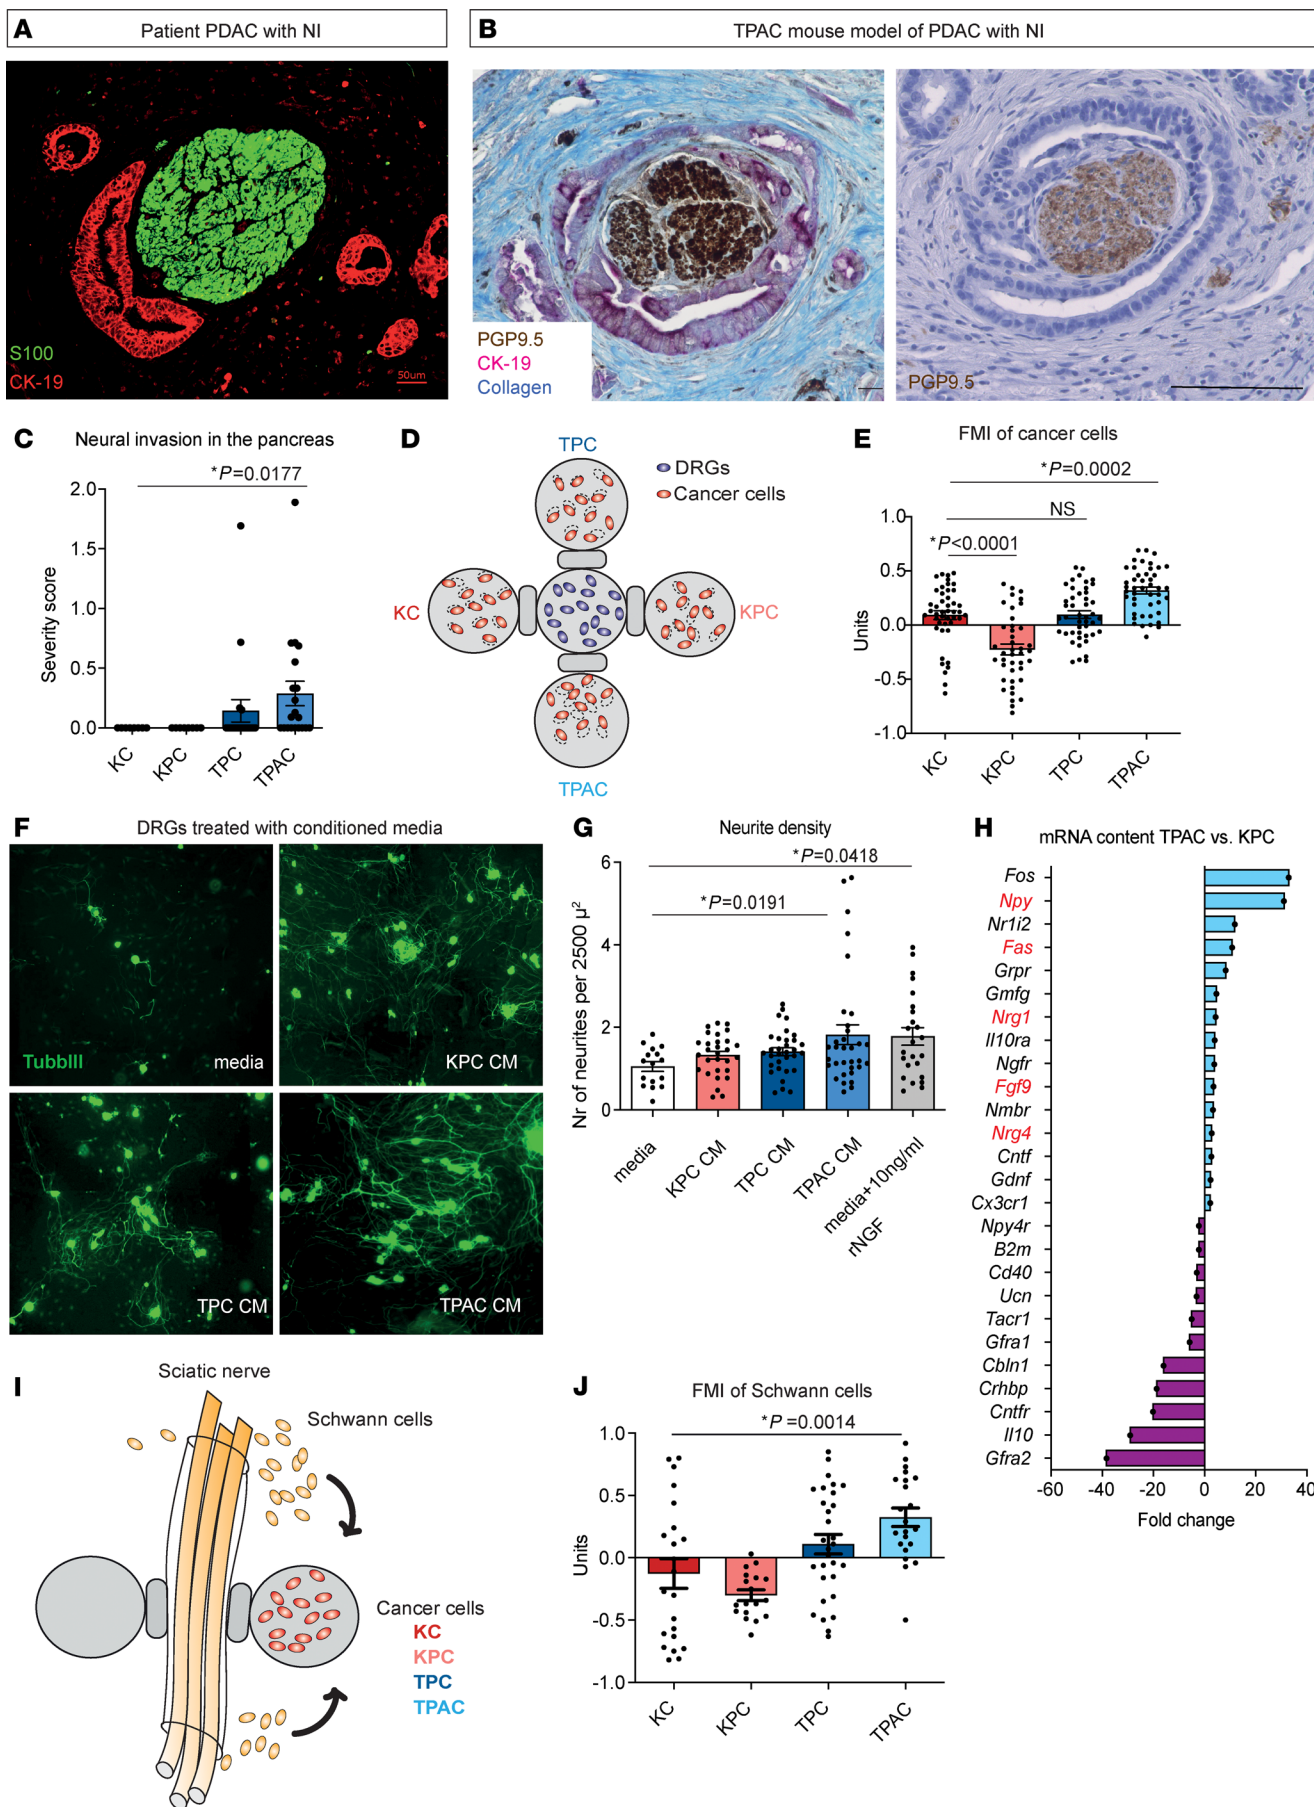 A
Patient PDAC with NI
S100
CK-19
50um
B
TPAC mouse model of PDAC with NI
PGP9.5
CK-19
Collagen
PGP9.5
C
Neural invasion in the pancreas
*P=0.0177
Severity score
2.0
1.5
1.0
0.5
0.0
KC
KPC
TPC
TPAC
D
TPC
DRGs
Cancer cells
KC
KPC
TPAC
E
FMI of cancer cells
*P=0.0002
NS
*P<0.0001
Units
1.0
0.5
0.0
-0.5
-1.0
KC
KPC
TPC
TPAC
F
DRGs treated with conditioned media
TubbIII
media
KPC CM
TPC CM
TPAC CM
G
Neurite density
*P=0.0418
*P=0.0191
Nr of neurites per 2500 µ²
6
4
2
0
media
KPC CM
TPC CM
TPAC CM
media+10ng/ml
rNGF
H
mRNA content TPAC vs. KPC
Fos
Npy
Nr1i2
Fas
Grpr
Gmfg
Nrg1
Il10ra
Ngfr
Fgf9
Nmbr
Nrg4
Cntf
Gdnf
Cx3cr1
Npy4r
B2m
Cd40
Ucn
Tacr1
Gfra1
Cbln1
Crhbp
Cntfr
Il10
Gfra2
-60 -40 -20 0 20 40
Fold change
I
Sciatic nerve
Schwann cells
Cancer cells
KC
KPC
TPC
TPAC
J
FMI of Schwann cells
*P =0.0014
Units
1.0
0.5
0.0
-0.5
-1.0
KC
KPC
TPC
TPAC